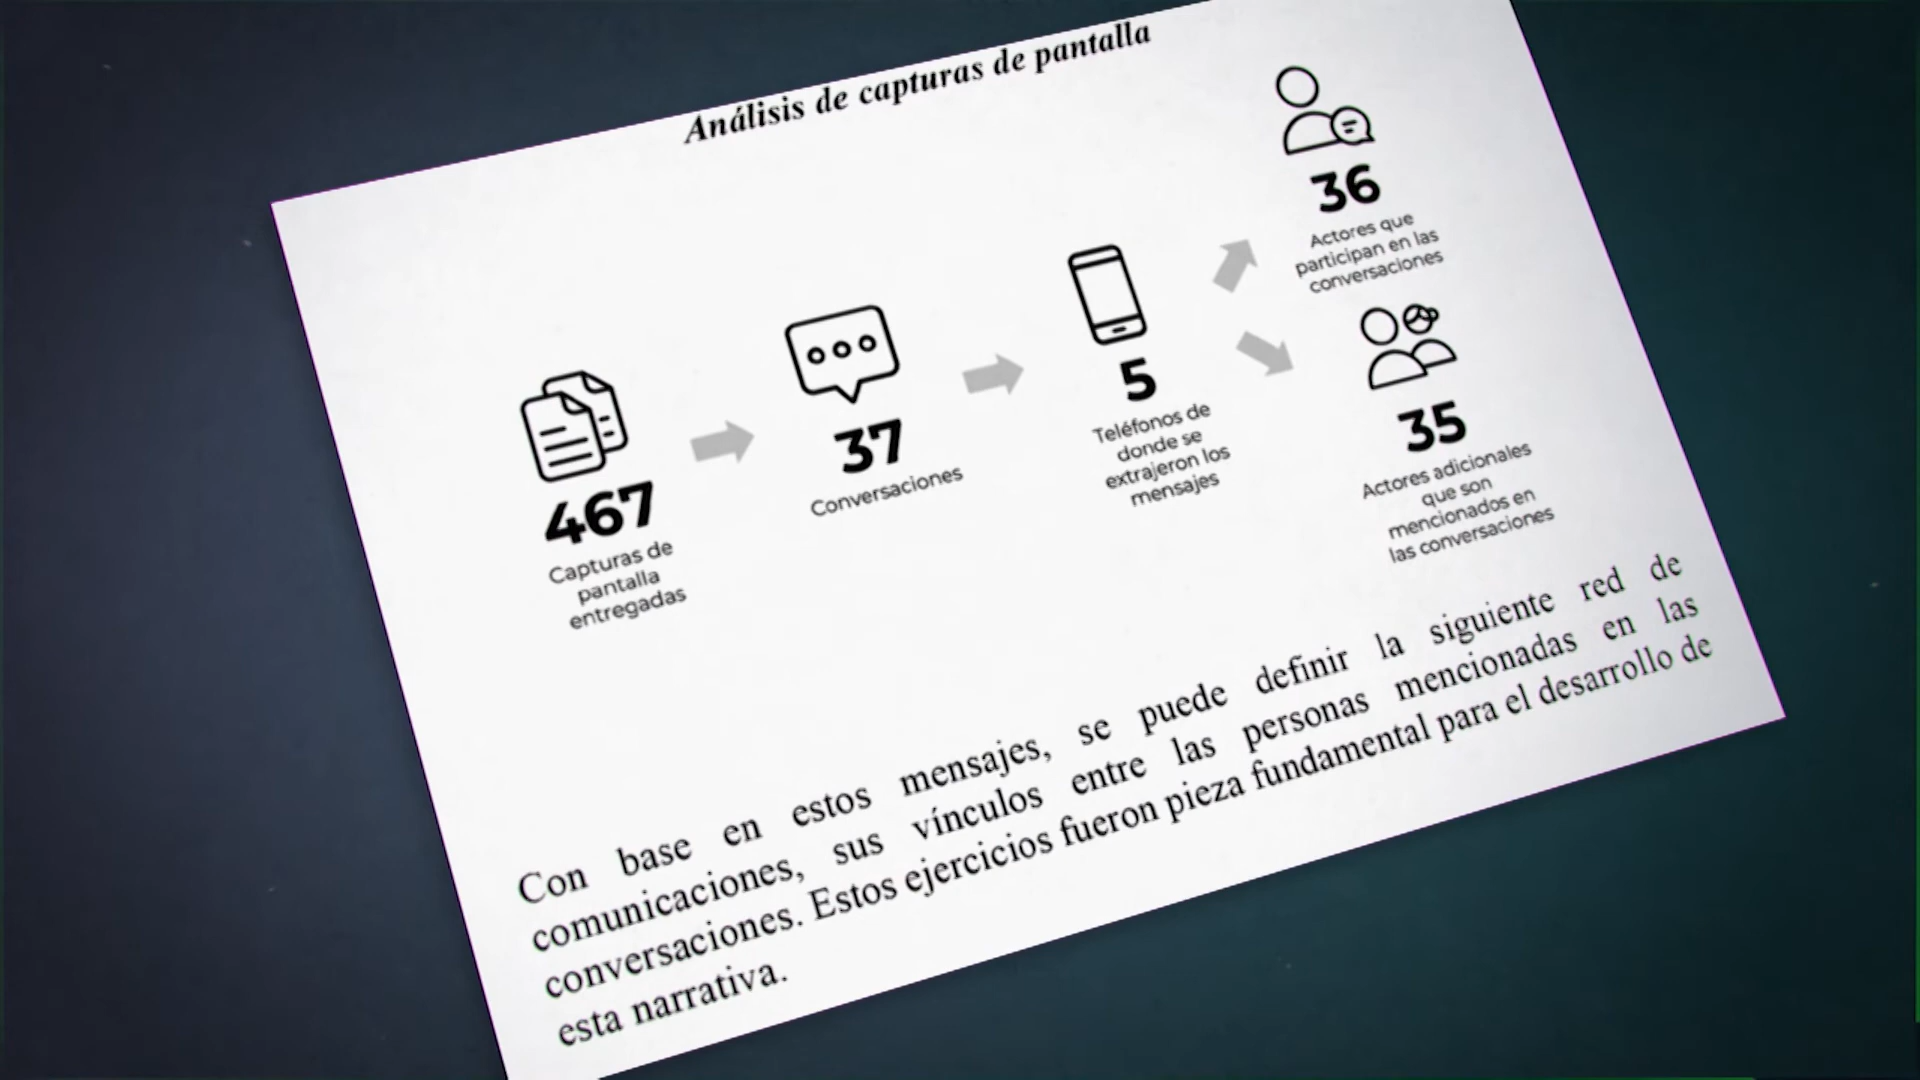 Análisis de capturas de pantalla
467
Capturas de
pantalla
entregadas
37
Conversaciones
5
Teléfonos de
donde se
extrajeron los
mensajes
36
Actores que
participan en las
conversaciones
35
Actores adicionales
que son
mencionados en
las conversaciones
Con base en estos mensajes, se puede definir la siguiente red de
comunicaciones, sus vínculos entre las personas mencionadas en las
conversaciones. Estos ejercicios fueron pieza fundamental para el desarrollo de
esta narrativa.